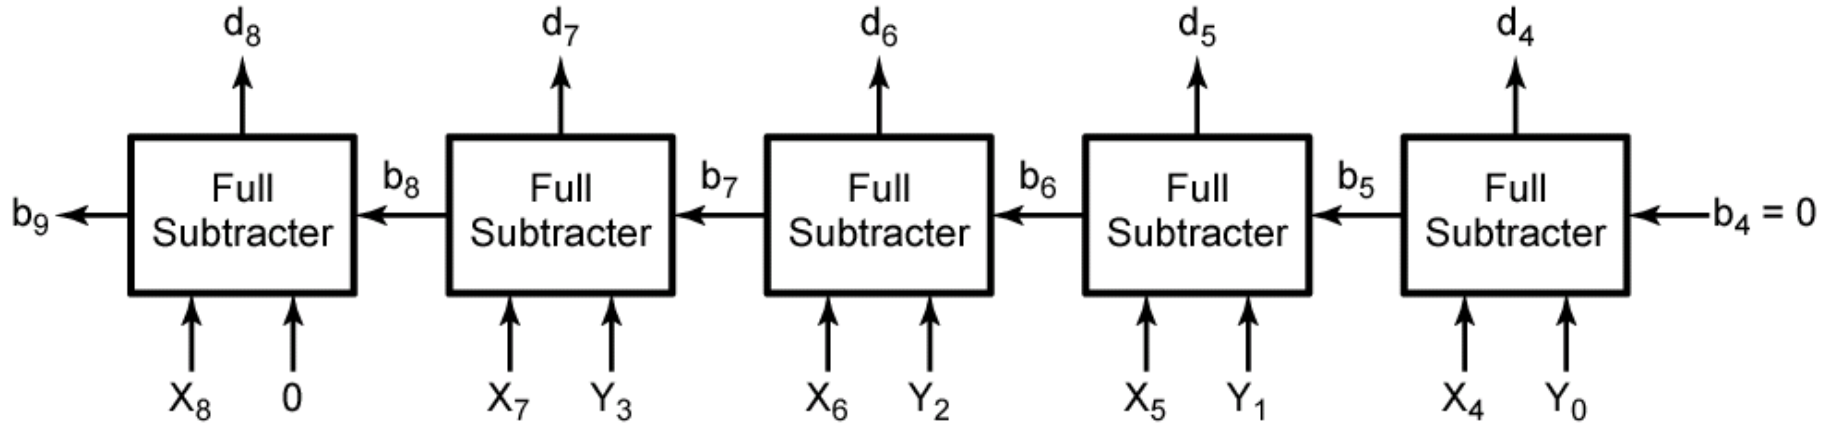 d₈ d₇ d₆ d₅ d₄
Full Full Full Full Full
b₉ b₈ b₇ b₆ b₅ b₄ = 0
Subtracter Subtracter Subtracter Subtracter Subtracter
X₈ 0 X₇ Y₃ X₆ Y₂ X₅ Y₁ X₄ Y₀